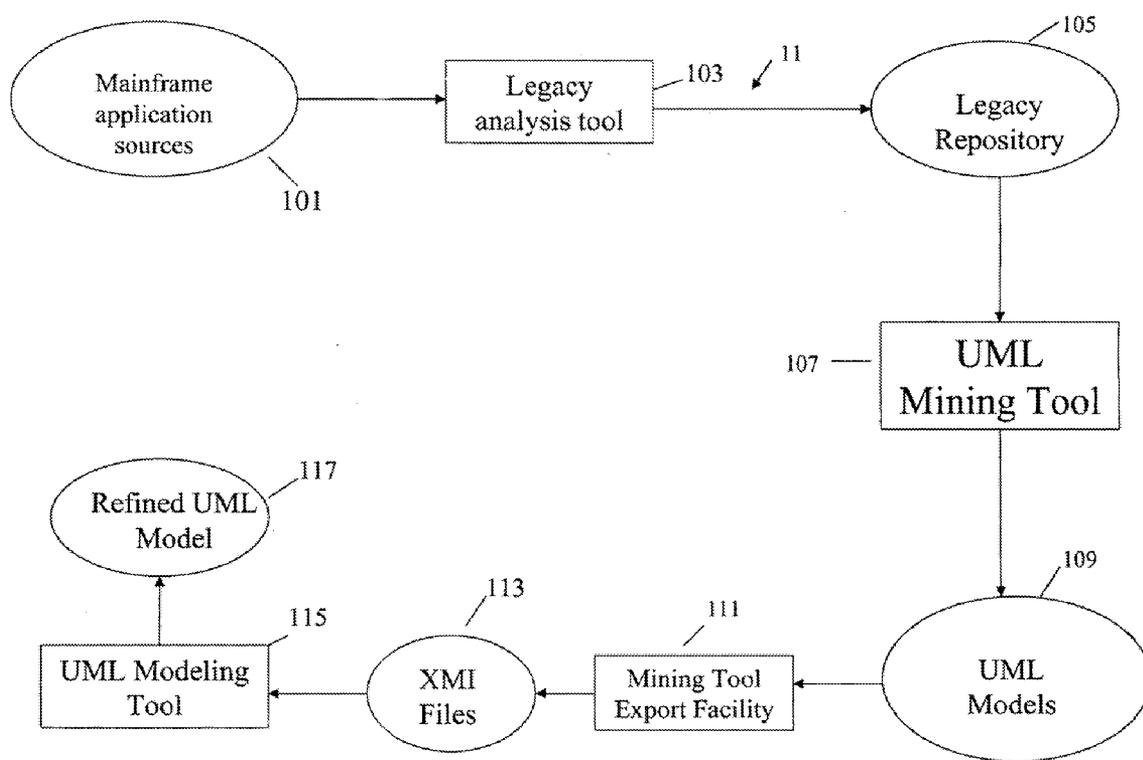 105
11
103
Mainframe
application
sources
Legacy
analysis tool
Legacy
Repository
101
107
UML
Mining Tool
117
Refined UML
Model
109
113
111
115
UML Modeling
Tool
XMI
Files
Mining Tool
Export Facility
UML
Models